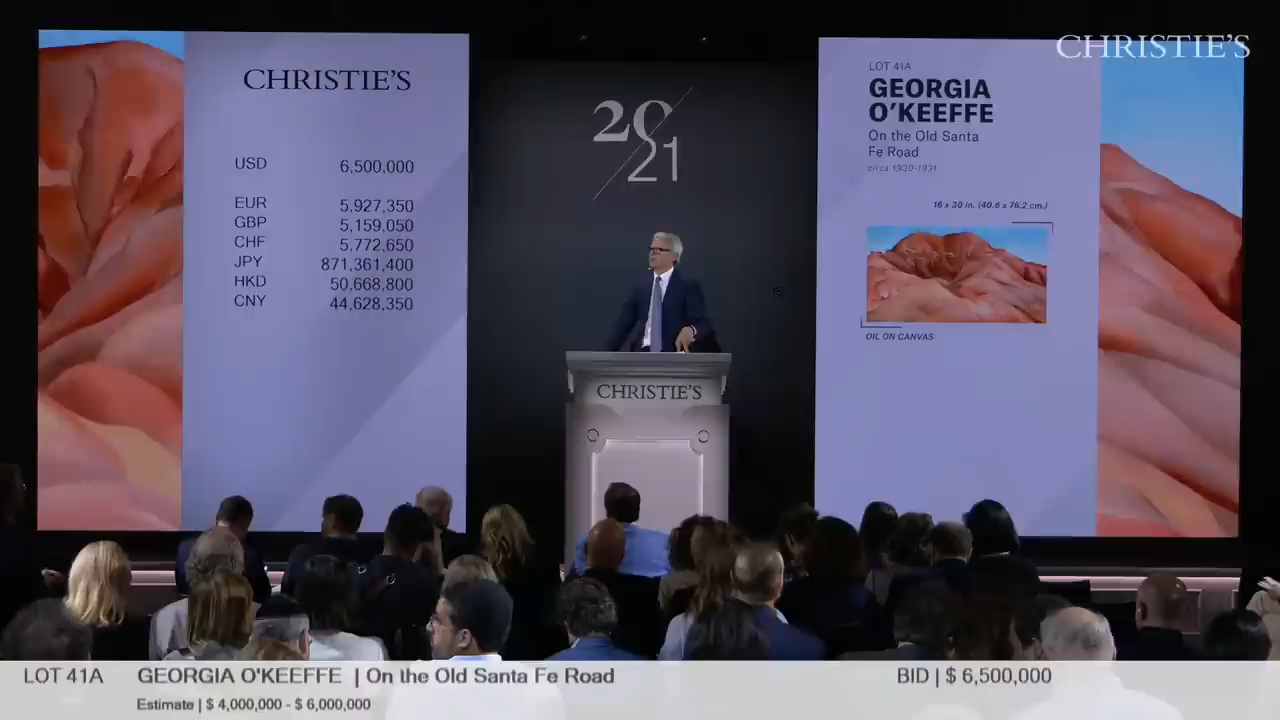 CHRISTIE'S
USD 6,500,000
EUR 5,927,350
GBP 5,159,050
CHF 5,772,650
JPY 871,361,400
HKD 50,668,800
CNY 44,628,350
20/21
CHRISTIE'S
CHRISTIE'S
LOT 41A
GEORGIA
O'KEEFFE
On the Old Santa
Fe Road
circa 1930-1931
16 x 30 in. (40.6 x 76.2 cm.)
OIL ON CANVAS
LOT 41A GEORGIA O'KEEFFE | On the Old Santa Fe Road BID | $ 6,500,000
Estimate | $ 4,000,000 - $ 6,000,000